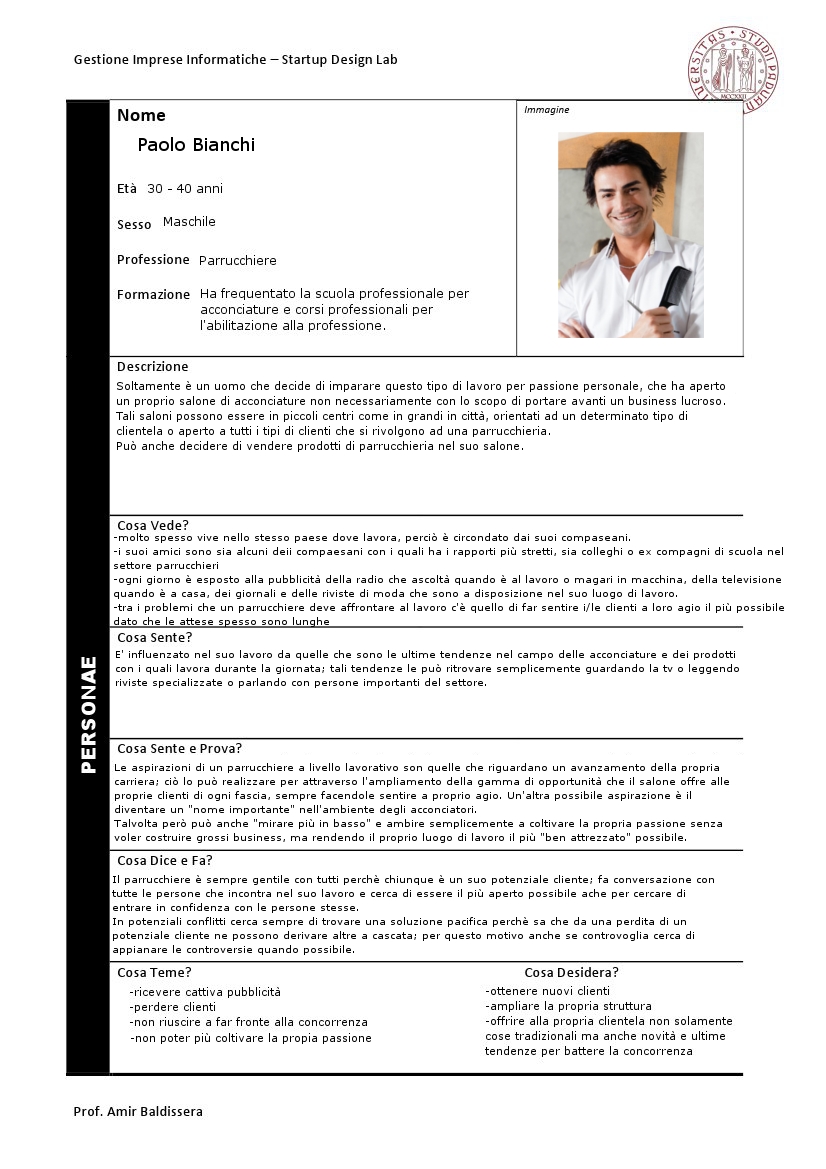 Gestione Imprese Informatiche – Startup Design Lab
MCCXXII
Nome
Paolo Bianchi
Età 30 - 40 anni
Sesso Maschile
Professione Parrucchiere
Formazione Ha frequentato la scuola professionale per
acconciature e corsi professionali per
l'abilitazione alla professione.
Immagine
PERSONAE
Descrizione
Soltamente è un uomo che decide di imparare questo tipo di lavoro per passione personale, che ha aperto
un proprio salone di acconciature non necessariamente con lo scopo di portare avanti un business lucroso.
Tali saloni possono essere in piccoli centri come in grandi in città, orientati ad un determinato tipo di
clientela o aperto a tutti i tipi di clienti che si rivolgono ad una parrucchieria.
Può anche decidere di vendere prodotti di parrucchieria nel suo salone.
Cosa Vede?
-molto spesso vive nello stesso paese dove lavora, perciò è circondato dai suoi compaseani.
-i suoi amici sono sia alcuni deii compaesani con i quali ha i rapporti più stretti, sia colleghi o ex compagni di scuola nel
settore parrucchieri
-ogni giorno è esposto alla pubblicità della radio che ascoltà quando è al lavoro o magari in macchina, della televisione
quando è a casa, dei giornali e delle riviste di moda che sono a disposizione nel suo luogo di lavoro.
-tra i problemi che un parrucchiere deve affrontare al lavoro c'è quello di far sentire i/le clienti a loro agio il più possibile
dato che le attese spesso sono lunghe
Cosa Sente?
E' influenzato nel suo lavoro da quelle che sono le ultime tendenze nel campo delle acconciature e dei prodotti
con i quali lavora durante la giornata; tali tendenze le può ritrovare semplicemente guardando la tv o leggendo
riviste specializzate o parlando con persone importanti del settore.
Cosa Sente e Prova?
Le aspirazioni di un parrucchiere a livello lavorativo son quelle che riguardano un avanzamento della propria
carriera; ciò lo può realizzare per attraverso l'ampliamento della gamma di opportunità che il salone offre alle
proprie clienti di ogni fascia, sempre facendole sentire a proprio agio. Un'altra possibile aspirazione è il
diventare un "nome importante" nell'ambiente degli acconciatori.
Talvolta però può anche "mirare più in basso" e ambire semplicemente a coltivare la propria passione senza
voler costruire grossi business, ma rendendo il proprio luogo di lavoro il più "ben attrezzato" possibile.
Cosa Dice e Fa?
Il parrucchiere è sempre gentile con tutti perchè chiunque è un suo potenziale cliente; fa conversazione con
tutte le persone che incontra nel suo lavoro e cerca di essere il più aperto possibile ache per cercare di
entrare in confidenza con le persone stesse.
In potenziali conflitti cerca sempre di trovare una soluzione pacifica perchè sa che da una perdita di un
potenziale cliente ne possono derivare altre a cascata; per questo motivo anche se controvoglia cerca di
appianare le controversie quando possibile.
Cosa Teme?
-ricevere cattiva pubblicità
-perdere clienti
-non riuscire a far fronte alla concorrenza
-non poter più coltivare la propia passione
Cosa Desidera?
-ottenere nuovi clienti
-ampliare la propria struttura
-offrire alla propria clientela non solamente
cose tradizionali ma anche novità e ultime
tendenze per battere la concorrenza
Prof. Amir Baldissera